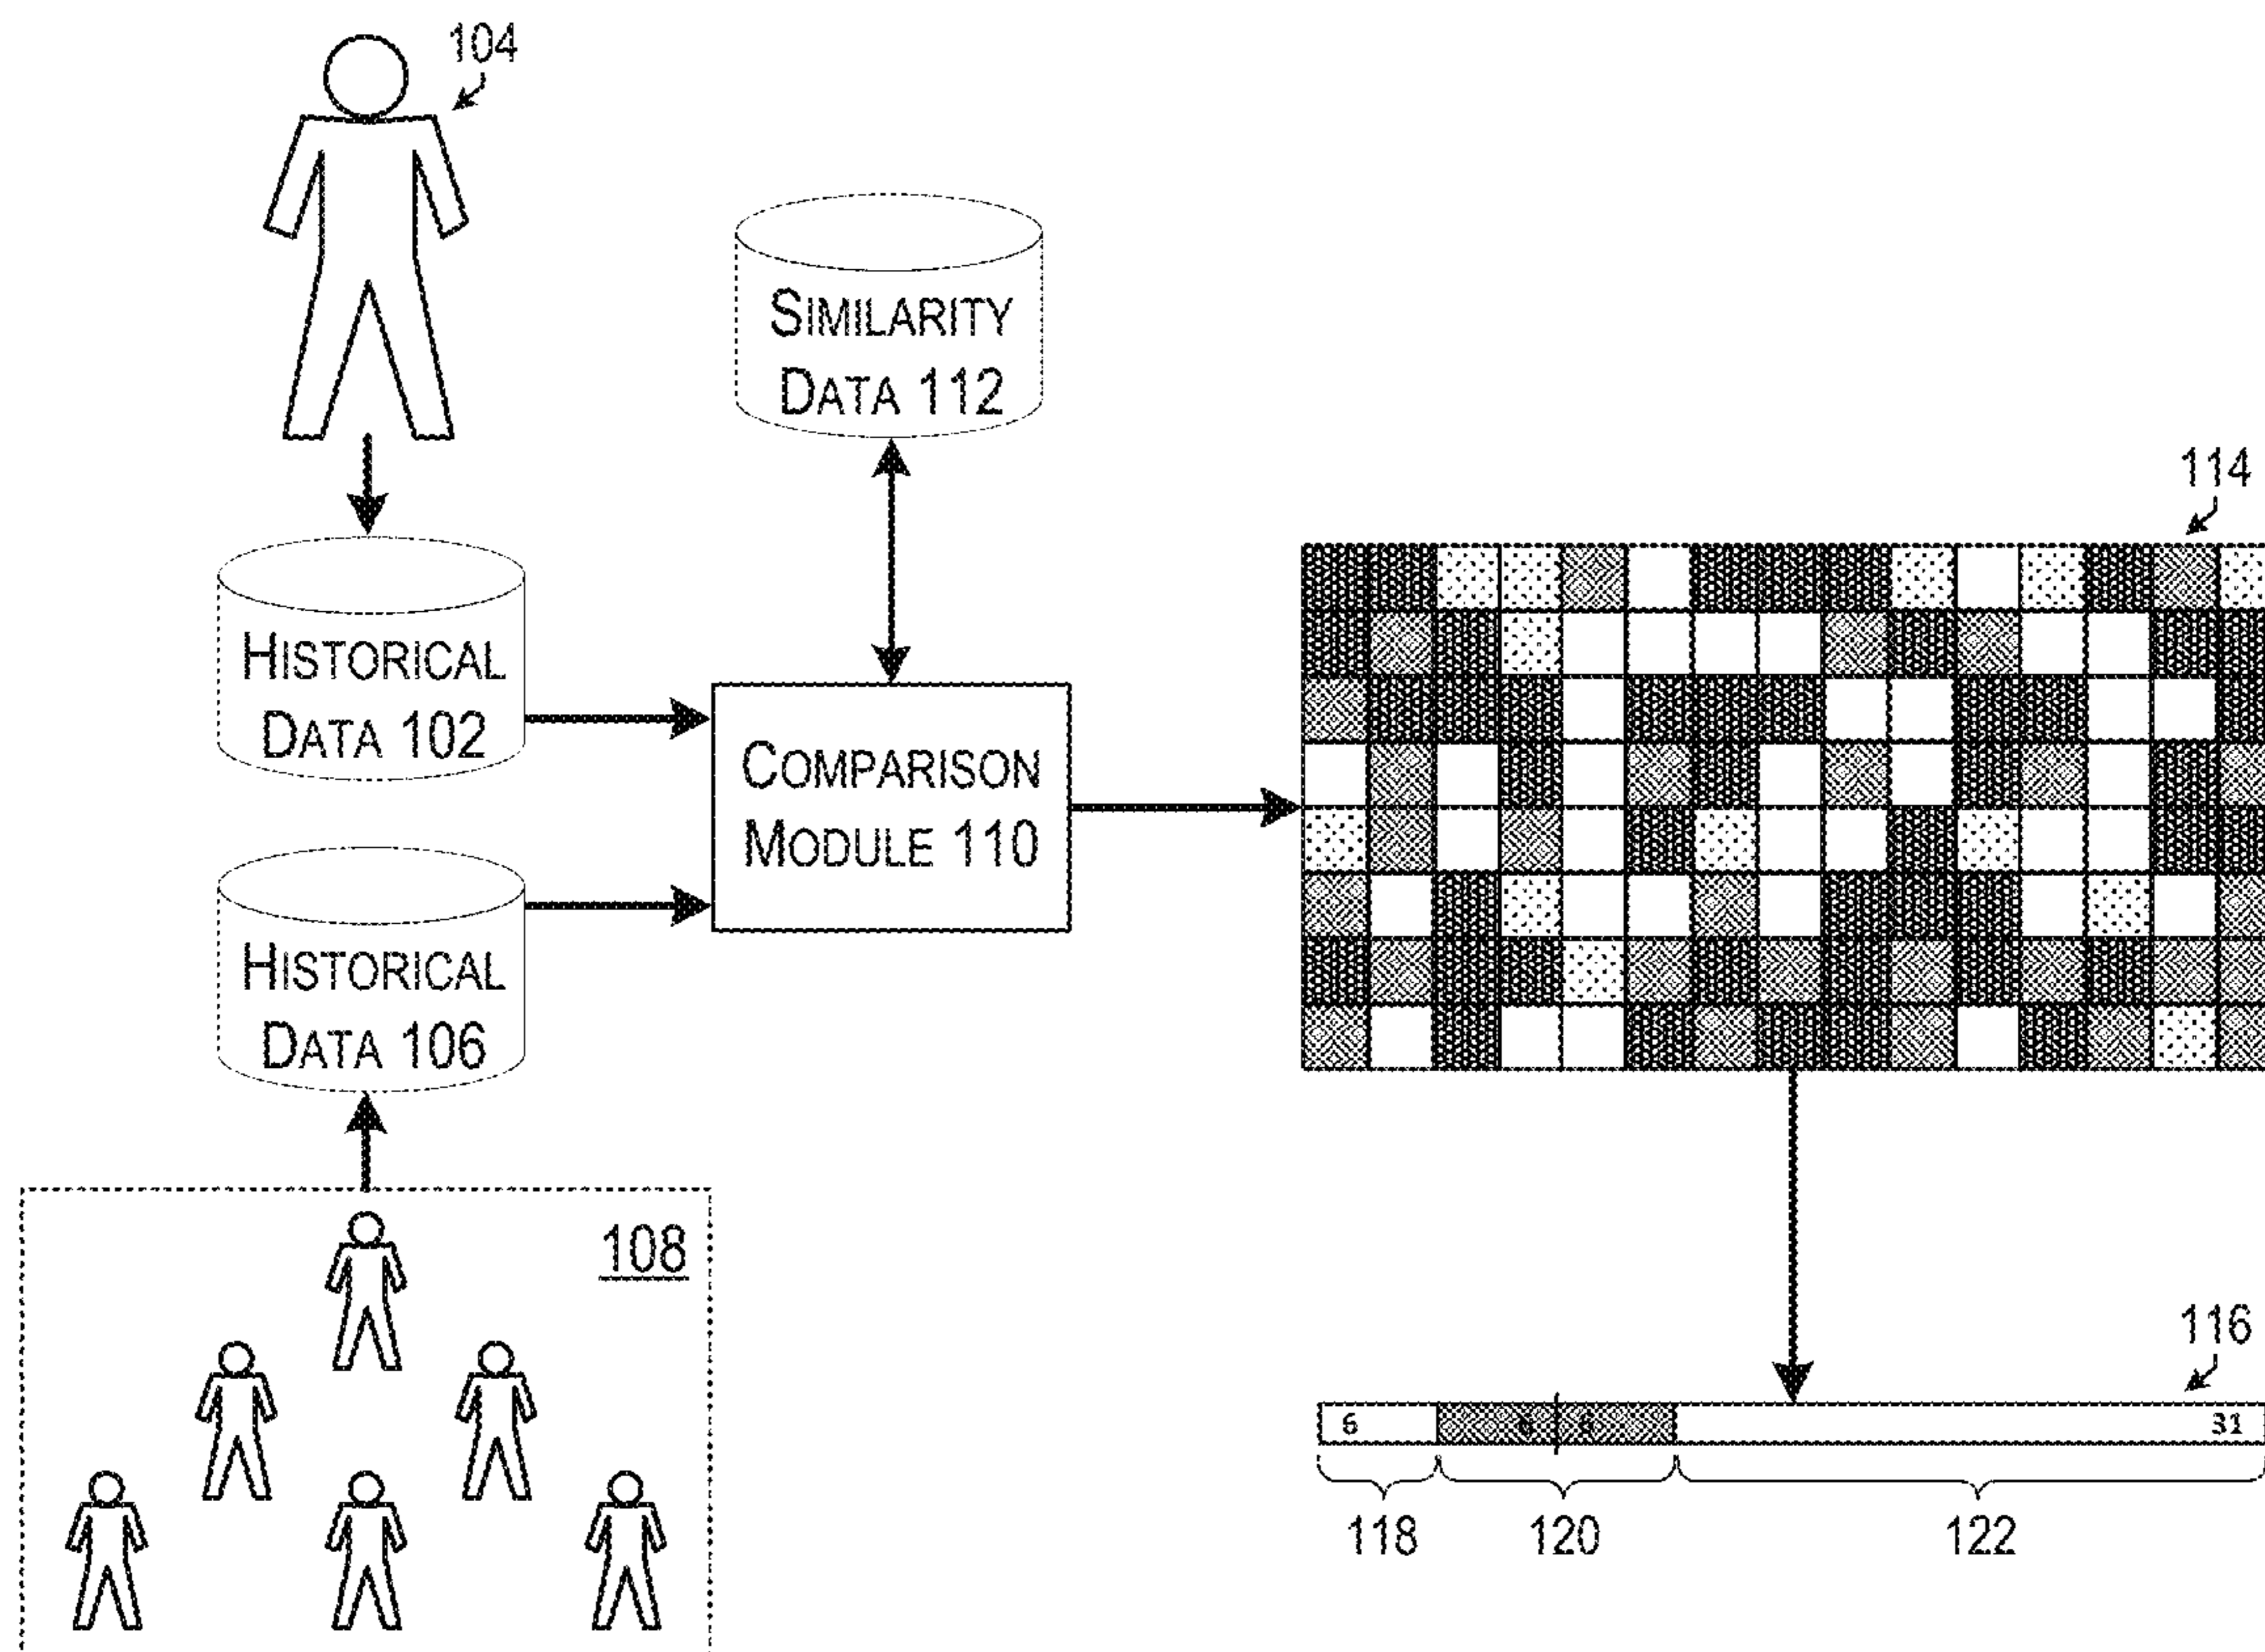 104
SIMILARITY
DATA 112
114
HISTORICAL
DATA 102
COMPARISON
MODULE 110
HISTORICAL
DATA 106
108
116
6
6
31
118
120
122